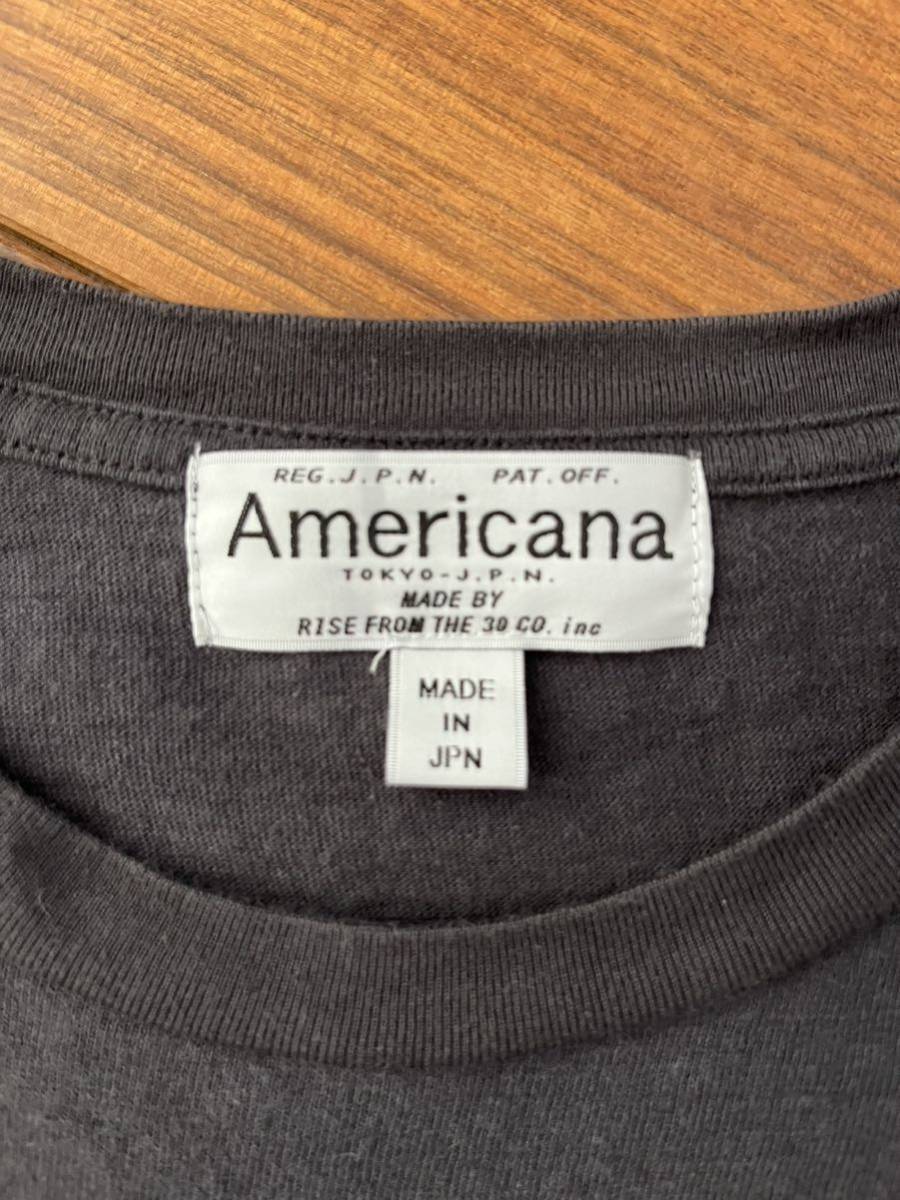 REG.J.P.N. PAT.OFF.
Americana
TOKYO-J.P.N.
MADE BY
RISE FROM THE 30 CO. inc
MADE
IN
JPN